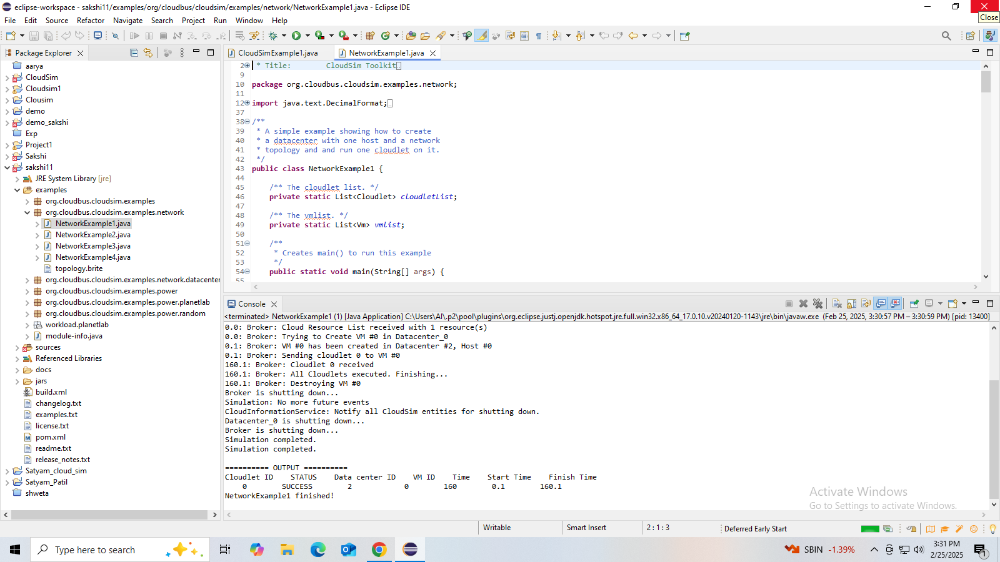 eclipse-workspace - sakshi11/examples/org/cloudbus/cloudsim/examples/network/NetworkExample1.java - Eclipse IDE
Close
File Edit Source Refactor Navigate Search Project Run Window Help
Package Explorer
aarya
CloudSim
Cloudsim1
Clousim
demo
demo_sakshi
Exp
Project1
Sakshi
sakshi11
JRE System Library [jre]
examples
org.cloudbus.cloudsim.examples
org.cloudbus.cloudsim.examples.network
NetworkExample1.java
NetworkExample2.java
NetworkExample3.java
NetworkExample4.java
topology.brite
org.cloudbus.cloudsim.examples.network.datacenter
org.cloudbus.cloudsim.examples.power
org.cloudbus.cloudsim.examples.power.planetlab
org.cloudbus.cloudsim.examples.power.random
workload.planetlab
module-info.java
sources
Referenced Libraries
docs
jars
build.xml
changelog.txt
examples.txt
license.txt
pom.xml
readme.txt
release_notes.txt
Satyam_cloud_sim
Satyam_Patil
shweta
CloudSimExample1.java NetworkExample1.java
2 * Title: CloudSim Toolkit
9
10 package org.cloudbus.cloudsim.examples.network;
11
12 import java.text.DecimalFormat;
37
38 /**
39 * A simple example showing how to create
40 * a datacenter with one host and a network
41 * topology and and run one cloudlet on it.
42 */
43 public class NetworkExample1 {
44
45 /** The cloudlet list. */
46 private static List<Cloudlet> cloudletList;
47
48 /** The vmlist. */
49 private static List<Vm> vmlist;
50
51 /**
52 * Creates main() to run this example
53 */
54 public static void main(String[] args) {
55
Console
<terminated> NetworkExample1 (1) [Java Application] C:\Users\AI\.p2\pool\plugins\org.eclipse.justj.openjdk.hotspot.jre.full.win32.x86_64_17.0.10.v20240120-1143\jre\bin\javaw.exe (Feb 25, 2025, 3:30:57 PM – 3:30:59 PM) [pid: 13400]
0.0: Broker: Cloud Resource List received with 1 resource(s)
0.0: Broker: Trying to Create VM #0 in Datacenter_0
0.1: Broker: VM #0 has been created in Datacenter #2, Host #0
0.1: Broker: Sending cloudlet 0 to VM #0
160.1: Broker: Cloudlet 0 received
160.1: Broker: All Cloudlets executed. Finishing...
160.1: Broker: Destroying VM #0
Broker is shutting down...
Simulation: No more future events
CloudInformationService: Notify all CloudSim entities for shutting down.
Datacenter_0 is shutting down...
Broker is shutting down...
Simulation completed.
Simulation completed.
========== OUTPUT ==========
Cloudlet ID STATUS Data center ID VM ID Time Start Time Finish Time
0 SUCCESS 2 0 160 0.1 160.1
NetworkExample1 finished!
Activate Windows
Go to Settings to activate Windows.
Writable Smart Insert 2 : 1 : 3 Deferred Early Start
Type here to search
SBIN -1.39%
3:31 PM
2/25/2025
1